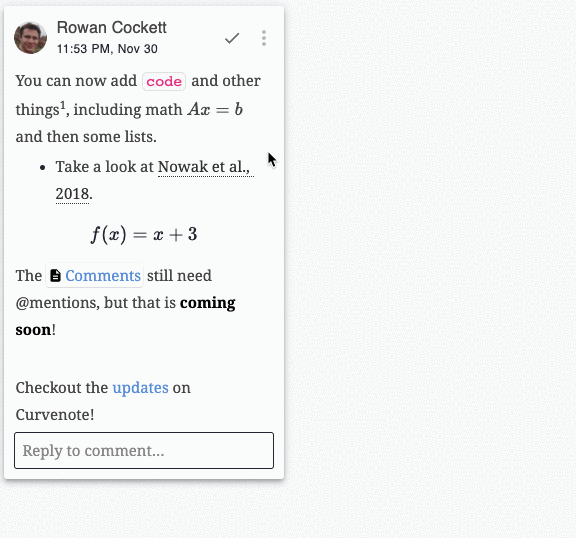 Rowan Cockett
11:53 PM, Nov 30
You can now add code and other
things¹, including math Ax = b
and then some lists.
• Take a look at Nowak et al.,
2018.
f(x) = x + 3
The Comments still need
@mentions, but that is coming
soon!
Checkout the updates on
Curvenote!
Reply to comment...